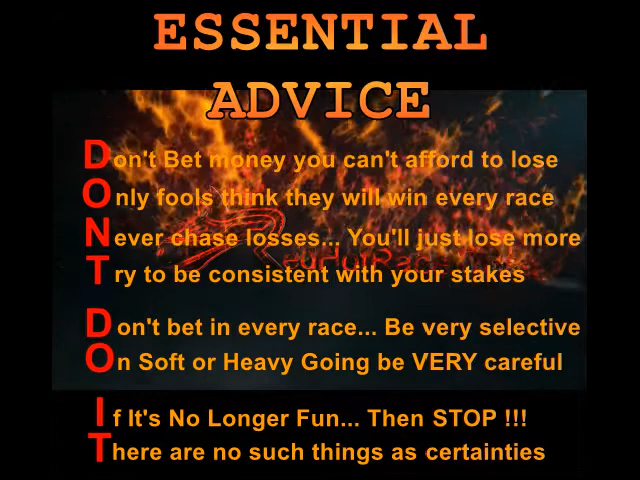 ESSENTIAL
ADVICE
Don't Bet money you can't afford to lose
Only fools think they will win every race
Never chase losses... You'll just lose more
Try to be consistent with your stakes
Don't bet in every race... Be very selective
On Soft or Heavy Going be VERY careful
If It's No Longer Fun... Then STOP !!!
There are no such things as certainties